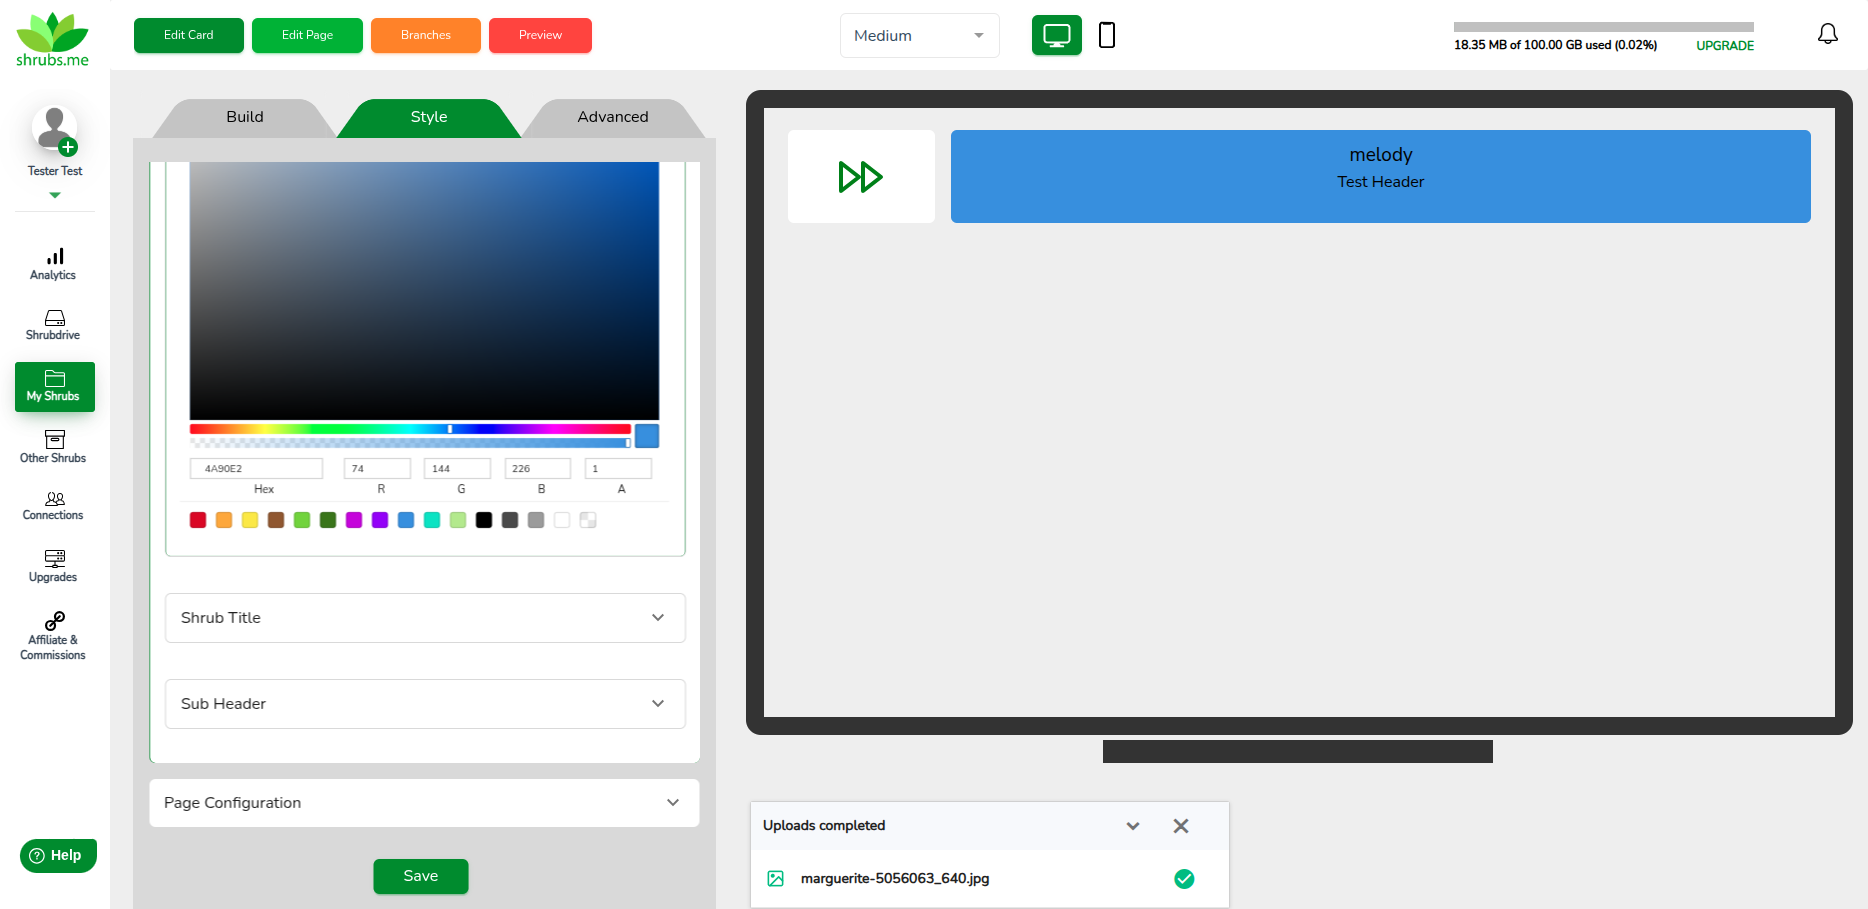 shrubs.me
Edit Card
Edit Page
Branches
Preview
Medium
18.35 MB of 100.00 GB used (0.02%)
UPGRADE
Tester Test
Analytics
Shrubdrive
My Shrubs
Other Shrubs
Connections
Upgrades
Affiliate &
Commissions
Help
Build
Style
Advanced
4A90E2
74
144
226
1
Hex
R
G
B
A
Shrub Title
Sub Header
Page Configuration
Save
melody
Test Header
Uploads completed
marguerite-5056063_640.jpg